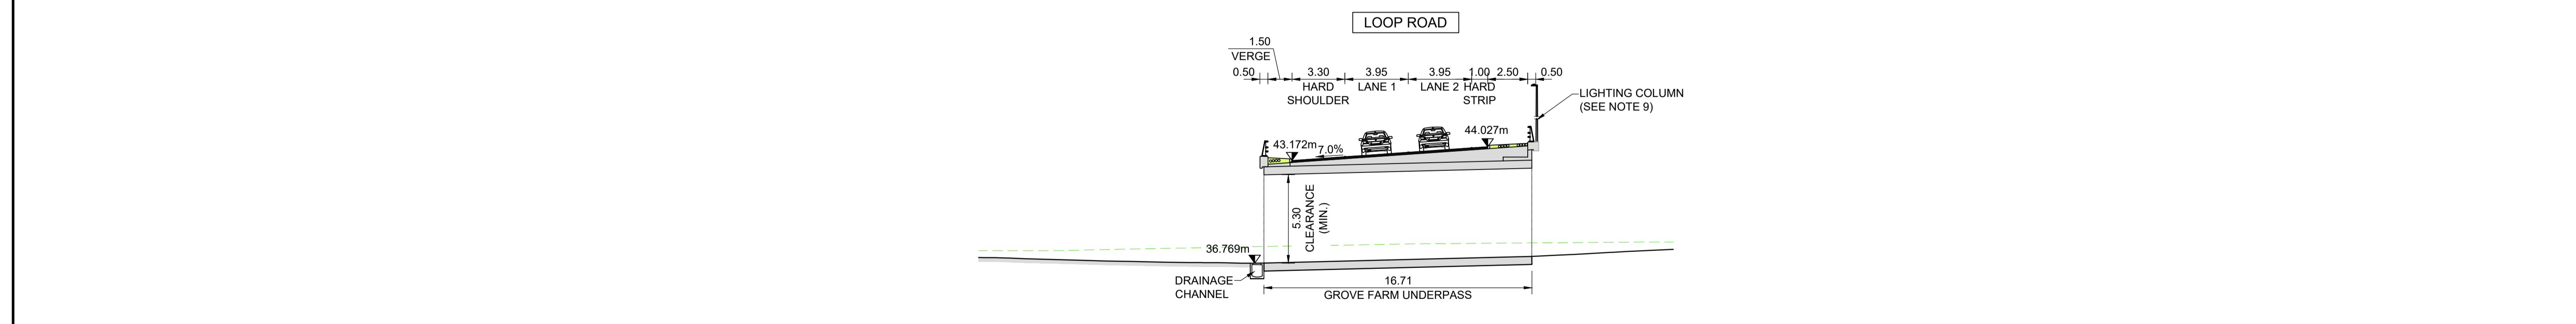 LOOP ROAD
1.50
VERGE
0.50 3.30 3.95 3.95 1.00 2.50 0.50
HARD
SHOULDER
LANE 1
LANE 2
HARD
STRIP
LIGHTING COLUMN
(SEE NOTE 9)
43.172m
7.0%
44.027m
5.30
CLEARANCE
(MIN.)
36.769m
DRAINAGE
CHANNEL
16.71
GROVE FARM UNDERPASS